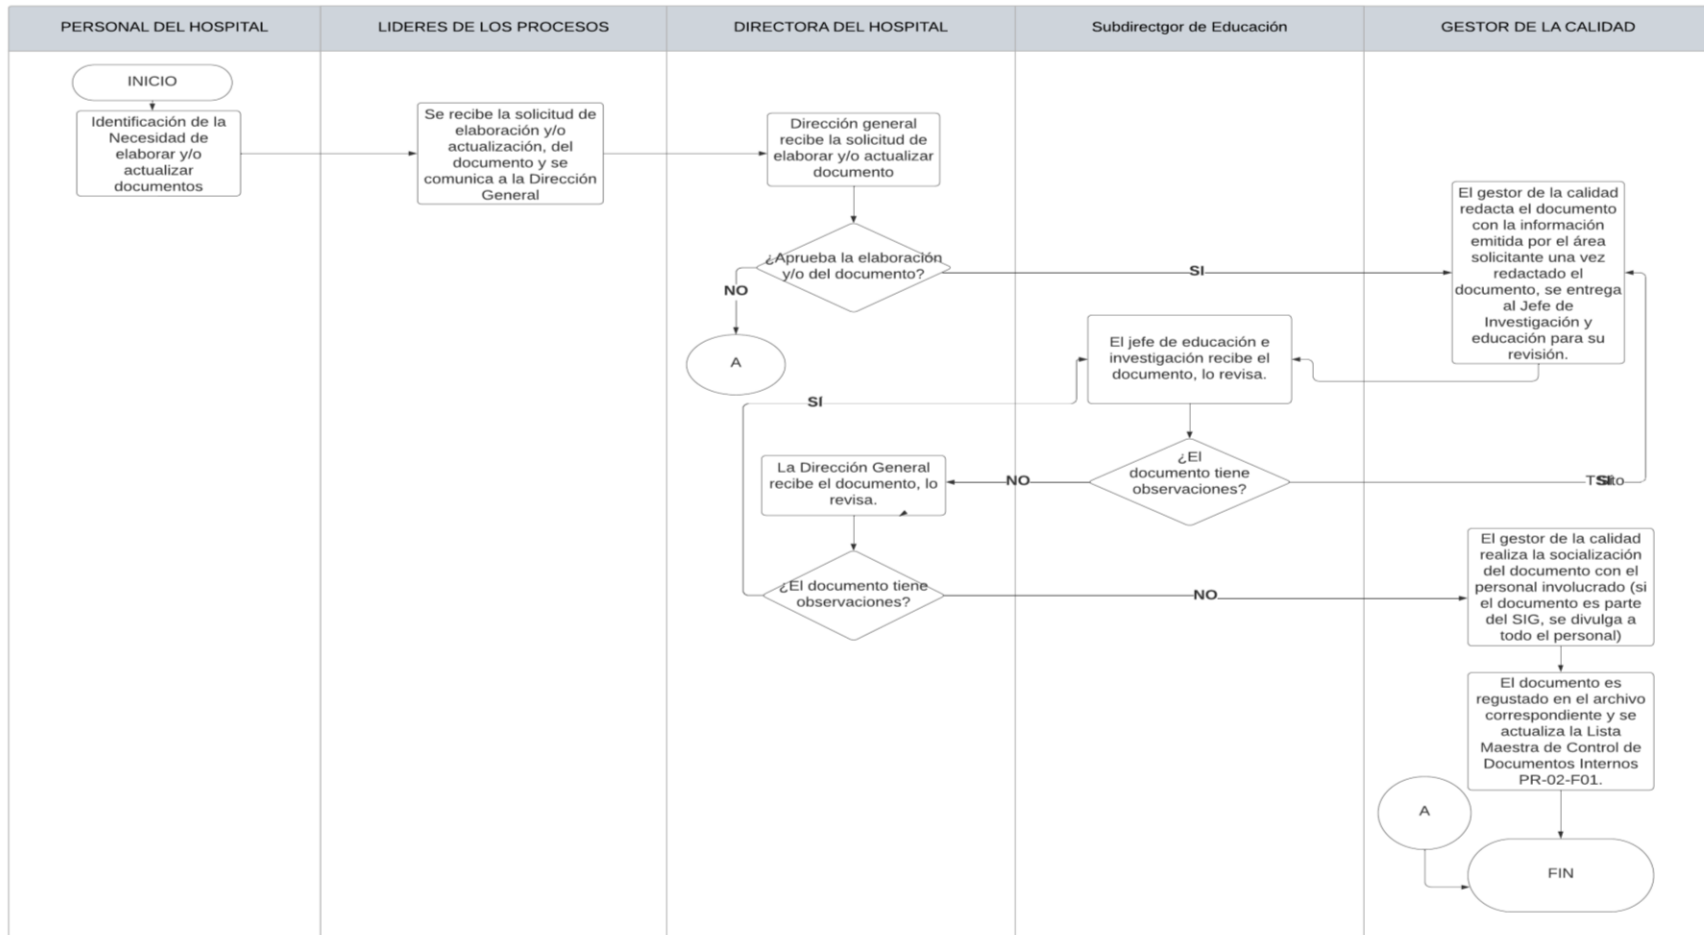 PERSONAL DEL HOSPITAL
LIDERES DE LOS PROCESOS
DIRECTORA DEL HOSPITAL
Subdirectgor de Educación
GESTOR DE LA CALIDAD
INICIO
Identificación de la
Necesidad de
elaborar y/o
actualizar
documentos
Se recibe la solicitud de
elaboración y/o
actualización, del
documento y se
comunica a la Dirección
General
Dirección general
recibe la solicitud de
elaborar y/o actualizar
documento
¿Aprueba la elaboración
y/o del documento?
NO
A
SI
El gestor de la calidad
redacta el documento
con la información
emitida por el área
solicitante una vez
redactado el
documento, se entrega
al Jefe de
Investigación y
educación para su
revisión.
El jefe de educación e
investigación recibe el
documento, lo revisa.
¿El
documento tiene
observaciones?
SI
NO
La Dirección General
recibe el documento, lo
revisa.
¿El documento tiene
observaciones?
SÍ
NO
El gestor de la calidad
realiza la socialización
del documento con el
personal involucrado (si
el documento es parte
del SIG, se divulga a
todo el personal)
El documento es
regustado en el archivo
correspondiente y se
actualiza la Lista
Maestra de Control de
Documentos Internos
PR-02-F01.
A
FIN